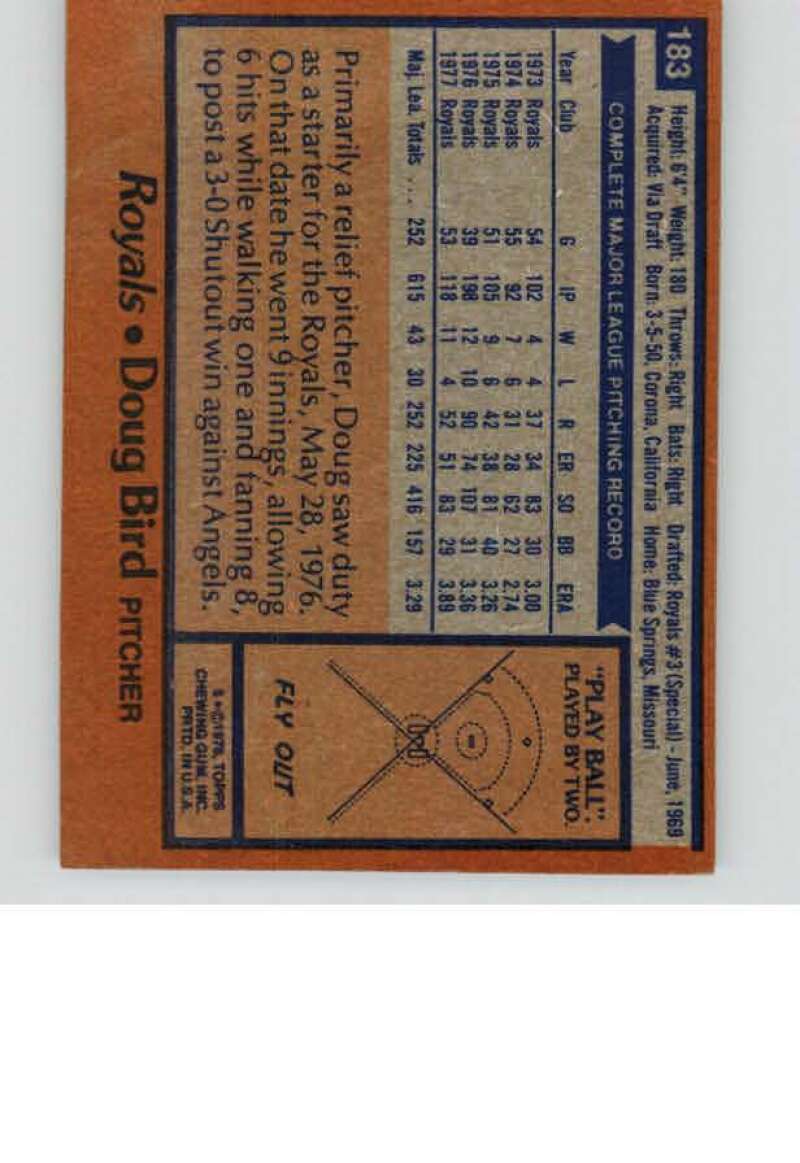 183
Height: 6'4" Weight: 180 Throws: Right Bats: Right Drafted: Royals #3 (Special) - June, 1969
Acquired: Via Draft Born: 3-5-50, Corona, California Home: Blue Springs, Missouri
COMPLETE MAJOR LEAGUE PITCHING RECORD
Year Club G IP W L R ER SO BB ERA
1973 Royals 54 102 4 4 37 34 83 30 3.00
1974 Royals 55 92 7 6 31 28 62 27 2.74
1975 Royals 51 105 9 6 42 38 81 40 3.26
1976 Royals 39 198 12 10 90 74 107 31 3.36
1977 Royals 53 118 11 4 52 51 83 29 3.89
Maj. Lea. Totals ... 252 615 43 30 252 225 416 157 3.29
Primarily a relief pitcher, Doug saw duty
as a starter for the Royals, May 28, 1976.
On that date he went 9 innings, allowing
6 hits while walking one and fanning 8,
to post a 3-0 Shutout win against Angels.
"PLAY BALL":
PLAYED BY TWO.
FLY OUT
©1978, TOPPS
CHEWING GUM, INC.
PRTD. IN U.S.A.
Royals • Doug Bird PITCHER